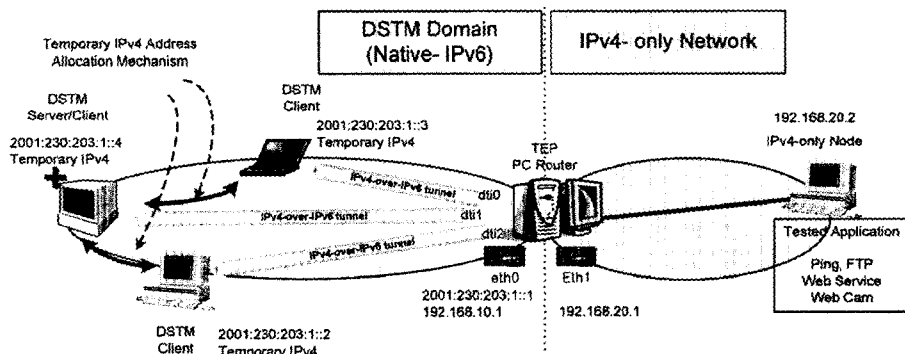 DSTM Domain
(Native- IPv6)
IPv4- only Network
Temporary IPv4 Address
Allocation Mechanism
DSTM
Server/Client
2001:230:203:1::4
Temporary IPv4
DSTM
Client
2001:230:203:1::3
Temporary IPv4
TEP
PC Router
192.168.20.2
IPv4-only Node
IPv4-over-IPv6 tunnel
dti0
IPv4-over-IPv6 tunnel
dti1
IPv4-over-IPv6 tunnel
dti2
eth0
2001:230:203:1::1
192.168.10.1
Eth1
192.168.20.1
Tested Application
Ping, FTP
Web Service
Web Cam
DSTM
Client
2001:230:203:1::2
Temporary IPv4